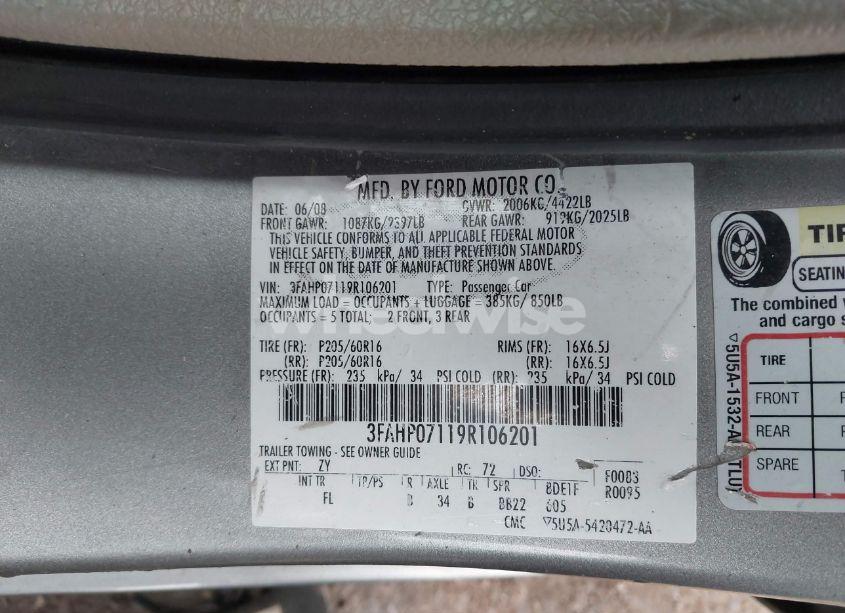 MFD. BY FORD MOTOR CO.
DATE: 06/08 GVWR: 2006KG/4422LB
FRONT GAWR: 1087KG/2397LB REAR GAWR: 919KG/2025LB
THIS VEHICLE CONFORMS TO ALL APPLICABLE FEDERAL MOTOR
VEHICLE SAFETY, BUMPER, AND THEFT PREVENTION STANDARDS
IN EFFECT ON THE DATE OF MANUFACTURE SHOWN ABOVE.
VIN: 3FAHP07119R106201 TYPE: Passenger Car
MAXIMUM LOAD = OCCUPANTS + LUGGAGE = 385KG/ 850LB
OCCUPANTS = 5 TOTAL: 2 FRONT, 3 REAR
wheelwise
TIRE (FR): P205/60R16 RIMS (FR): 16X6.5J
(RR): P205/60R16 (RR): 16X6.5J
PRESSURE (FR): 235 kPa/ 34 PSI COLD (RR): 235 kPa/ 34 PSI COLD
3FAHP07119R106201
TRAILER TOWING - SEE OWNER GUIDE
EXT PNT: ZY RC: 72 DSO: F0083
INT TR TP/PS R AXLE TR SPR BDE1F R0095
FL B 34 B BB22 605
CMC ▽5U5A-5420472-AA
TIR
SEATIN
The combined
and cargo s
TIRE
FRONT F
REAR F
SPARE T
▽5U5A-1532-A
TLU